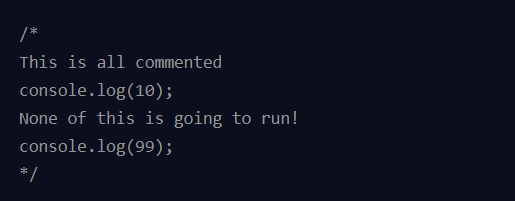 /*
This is all commented
console.log(10);
None of this is going to run!
console.log(99);
*/